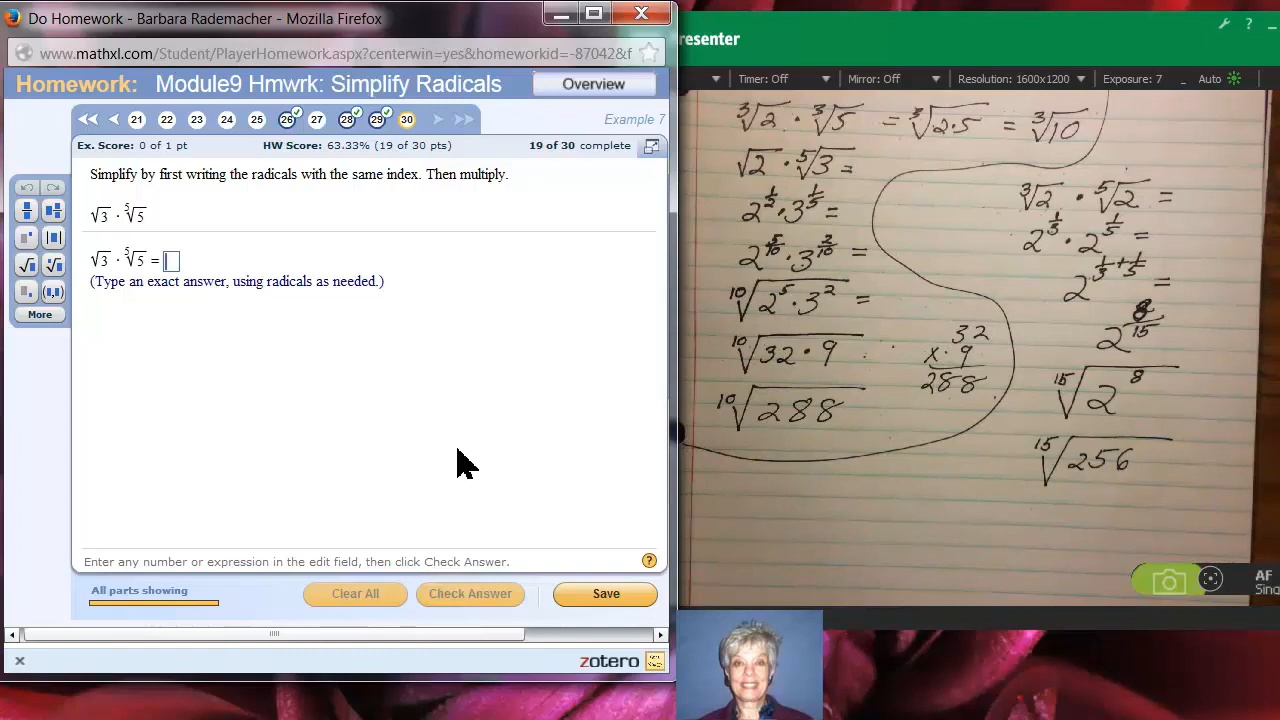 Do Homework - Barbara Rademacher - Mozilla Firefox
www.mathxl.com/Student/PlayerHomework.aspx?centerwin=yes&homeworkid=-87042&f
Homework: Module9 Hmwrk: Simplify Radicals
Overview
21 22 23 24 25 26 27 28 29 30
Example 7
Ex. Score: 0 of 1 pt HW Score: 63.33% (19 of 30 pts) 19 of 30 complete
Simplify by first writing the radicals with the same index. Then multiply.
√3 · ⁵√5
√3 · ⁵√5 =
(Type an exact answer, using radicals as needed.)
More
Enter any number or expression in the edit field, then click Check Answer.
?
All parts showing
Clear All
Check Answer
Save
zotero
resenter
?
Timer: Off Mirror: Off Resolution: 1600x1200 Exposure: 7 Auto
³√2 · ³√5 = ³√2·5 = ³√10
√2 · ⁵√3 =
2^(1/2) · 3^(1/5) =
2^(5/10) · 3^(2/10) =
¹⁰√2⁵ · 3² =
¹⁰√32 · 9
¹⁰√288
32
x 9
288
³√2 · ⁵√2 =
2^(1/3) · 2^(1/5) =
2^(1/3 + 1/5) =
2^(8/15)
¹⁵√2⁸
¹⁵√256
AF
Sing